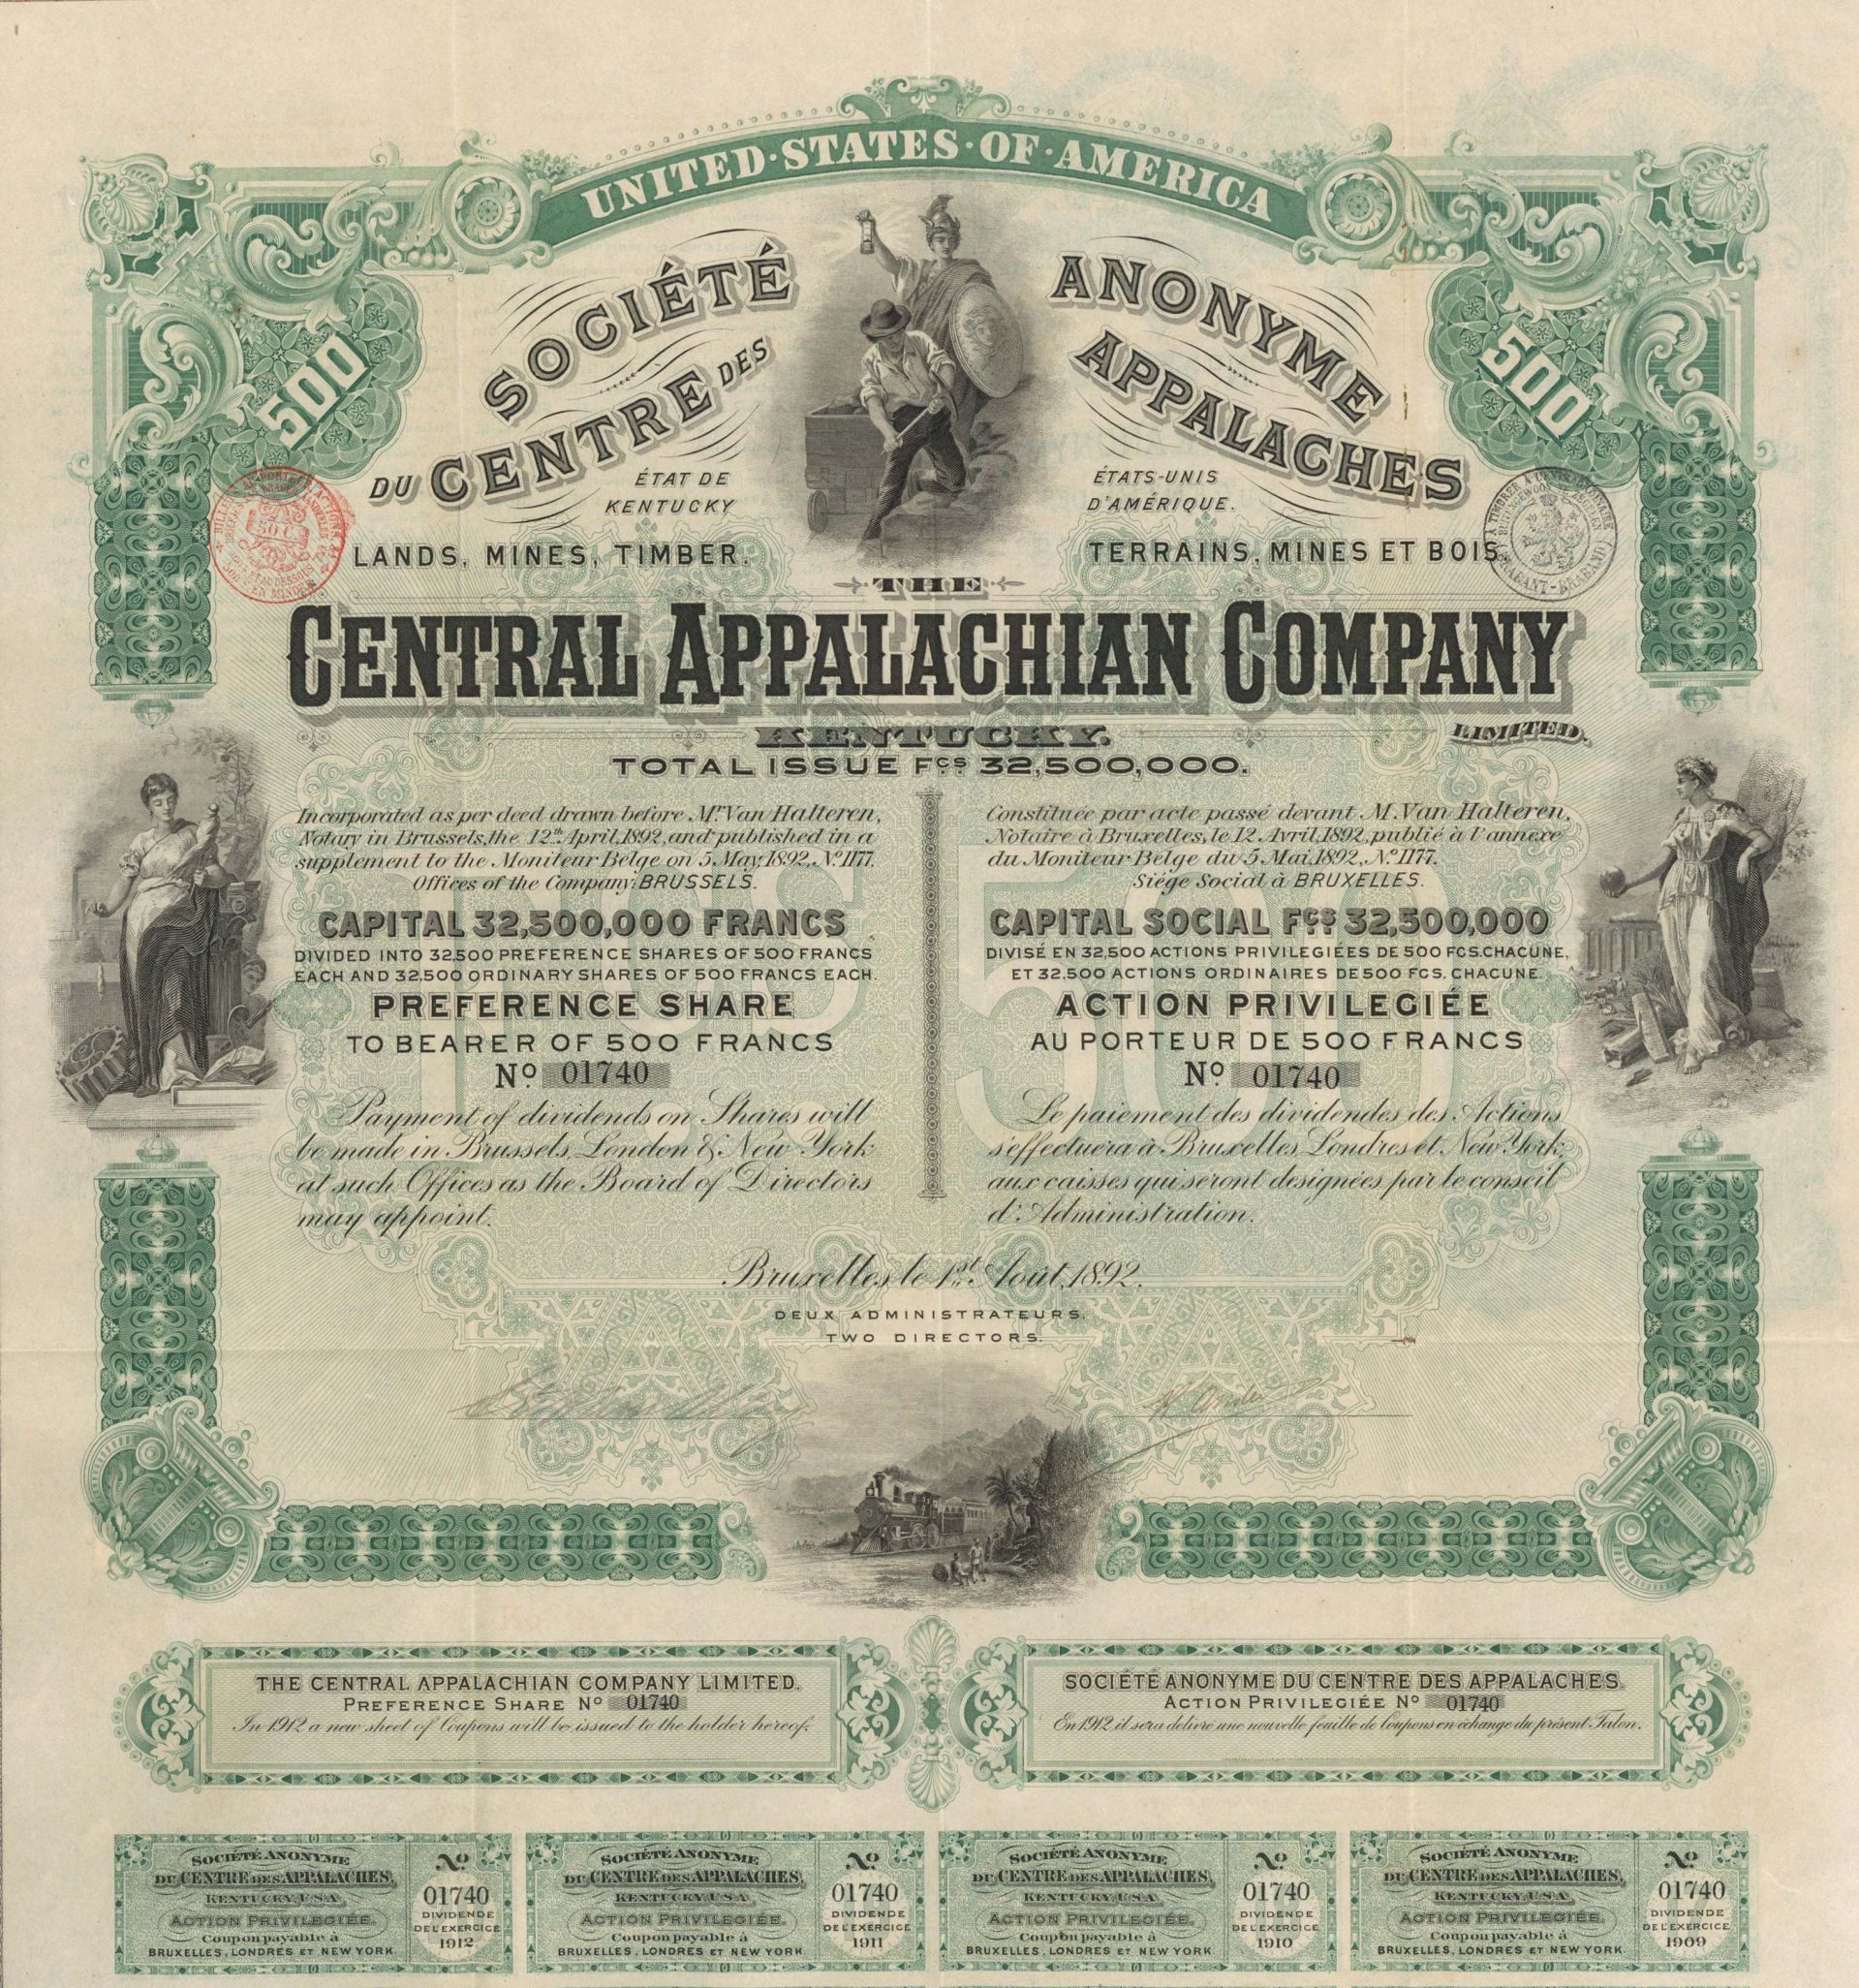 UNITED·STATES·OF·AMERICA
500
500
SOCIÉTÉ ANONYME
DU CENTRE DES APPALACHES
ÉTAT DE
KENTUCKY
ÉTATS-UNIS
D'AMÉRIQUE.
LANDS, MINES, TIMBER.
TERRAINS, MINES ET BOIS
THE
CENTRAL APPALACHIAN COMPANY
LIMITED.
KENTUCKY.
TOTAL ISSUE Fcs 32,500,000.
Incorporated as per deed drawn before Mr Van Halteren,
Notary in Brussels, the 12th April, 1892, and published in a
supplement to the Moniteur Belge on 5. May, 1892, No 1177.
Offices of the Company: BRUSSELS.
CAPITAL 32,500,000 FRANCS
DIVIDED INTO 32,500 PREFERENCE SHARES OF 500 FRANCS
EACH AND 32,500 ORDINARY SHARES OF 500 FRANCS EACH.
PREFERENCE SHARE
TO BEARER OF 500 FRANCS
No 01740
Payment of dividends on Shares will
be made in Brussels, London & New York
at such Offices as the Board of Directors
may appoint.
Constituée par acte passé devant M. Van Halteren,
Notaire à Bruxelles, le 12. Avril, 1892, publié à l'annexe
du Moniteur Belge du 5. Mai, 1892, No 1177.
Siége Social à BRUXELLES.
CAPITAL SOCIAL Fcs 32,500,000
DIVISÉ EN 32,500 ACTIONS PRIVILEGIÉES DE 500 FCS. CHACUNE,
ET 32,500 ACTIONS ORDINAIRES DE 500 FCS. CHACUNE.
ACTION PRIVILEGIÉE
AU PORTEUR DE 500 FRANCS
No 01740
Le paiement des dividendes des Actions
s'effectuera à Bruxelles, Londres et New York,
aux caisses qui seront designées par le conseil
d'Administration.
FCS 500
Bruxelles, le 1er Août, 1892.
DEUX ADMINISTRATEURS.
TWO DIRECTORS.
THE CENTRAL APPALACHIAN COMPANY LIMITED.
PREFERENCE SHARE No 01740
In 1912 a new sheet of Coupons will be issued to the holder hereof.
SOCIÉTÉ ANONYME DU CENTRE DES APPALACHES.
ACTION PRIVILEGIÉE No 01740
En 1912 il sera delivré une nouvelle feuille de Coupons en échange du présent Talon.
SOCIÉTÉ ANONYME
DU CENTRE DES APPALACHES,
KENTUCKY, U.S.A.
ACTION PRIVILEGIÉE.
Coupon payable à
BRUXELLES, LONDRES ET NEW YORK
No
01740
DIVIDENDE
DE L'EXERCICE
1912
SOCIÉTÉ ANONYME
DU CENTRE DES APPALACHES,
KENTUCKY, U.S.A.
ACTION PRIVILEGIÉE.
Coupon payable à
BRUXELLES, LONDRES ET NEW YORK
No
01740
DIVIDENDE
DE L'EXERCICE
1911
SOCIÉTÉ ANONYME
DU CENTRE DES APPALACHES,
KENTUCKY, U.S.A.
ACTION PRIVILEGIÉE.
Coupon payable à
BRUXELLES, LONDRES ET NEW YORK
No
01740
DIVIDENDE
DE L'EXERCICE
1910
SOCIÉTÉ ANONYME
DU CENTRE DES APPALACHES,
KENTUCKY, U.S.A.
ACTION PRIVILEGIÉE.
Coupon payable à
BRUXELLES, LONDRES ET NEW YORK
No
01740
DIVIDENDE
DE L'EXERCICE
1909